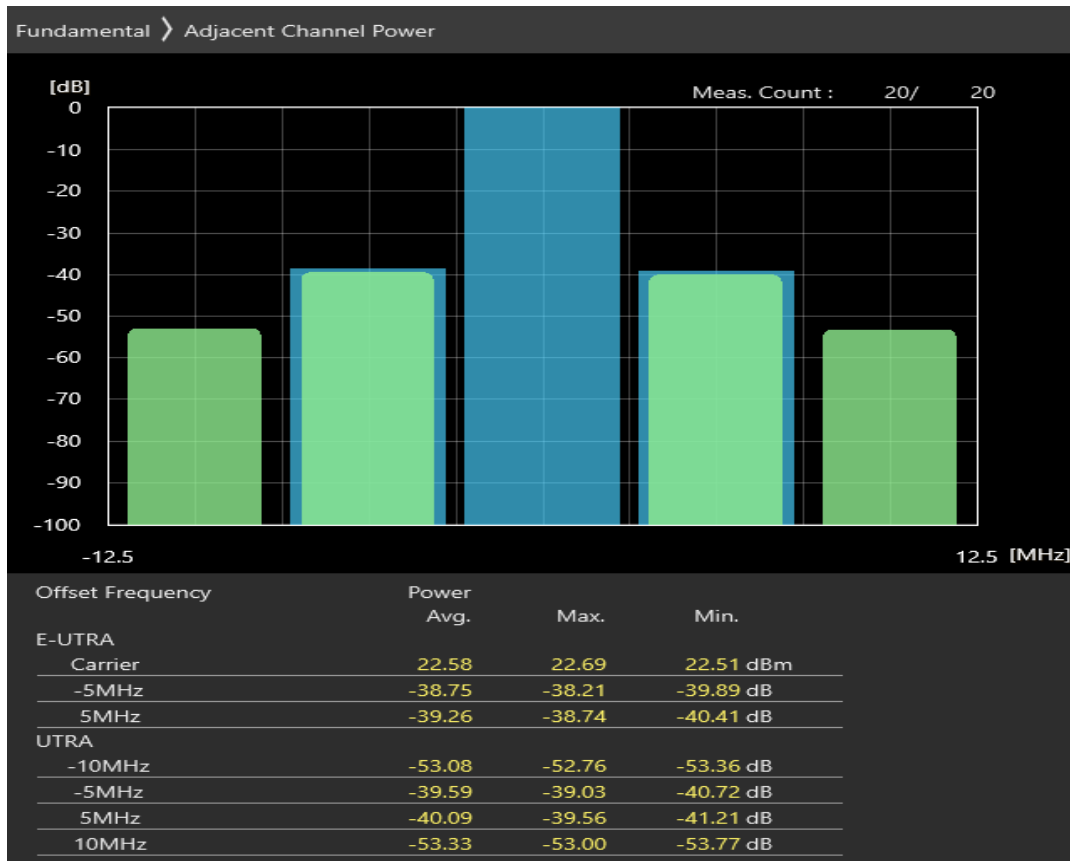 Fundamental ❯ Adjacent Channel Power
[dB]
Meas. Count : 20/ 20
0
-10
-20
-30
-40
-50
-60
-70
-80
-90
-100
-12.5 12.5 [MHz]
Offset Frequency Power
Avg. Max. Min.
E-UTRA
Carrier 22.58 22.69 22.51 dBm
-5MHz -38.75 -38.21 -39.89 dB
5MHz -39.26 -38.74 -40.41 dB
UTRA
-10MHz -53.08 -52.76 -53.36 dB
-5MHz -39.59 -39.03 -40.72 dB
5MHz -40.09 -39.56 -41.21 dB
10MHz -53.33 -53.00 -53.77 dB